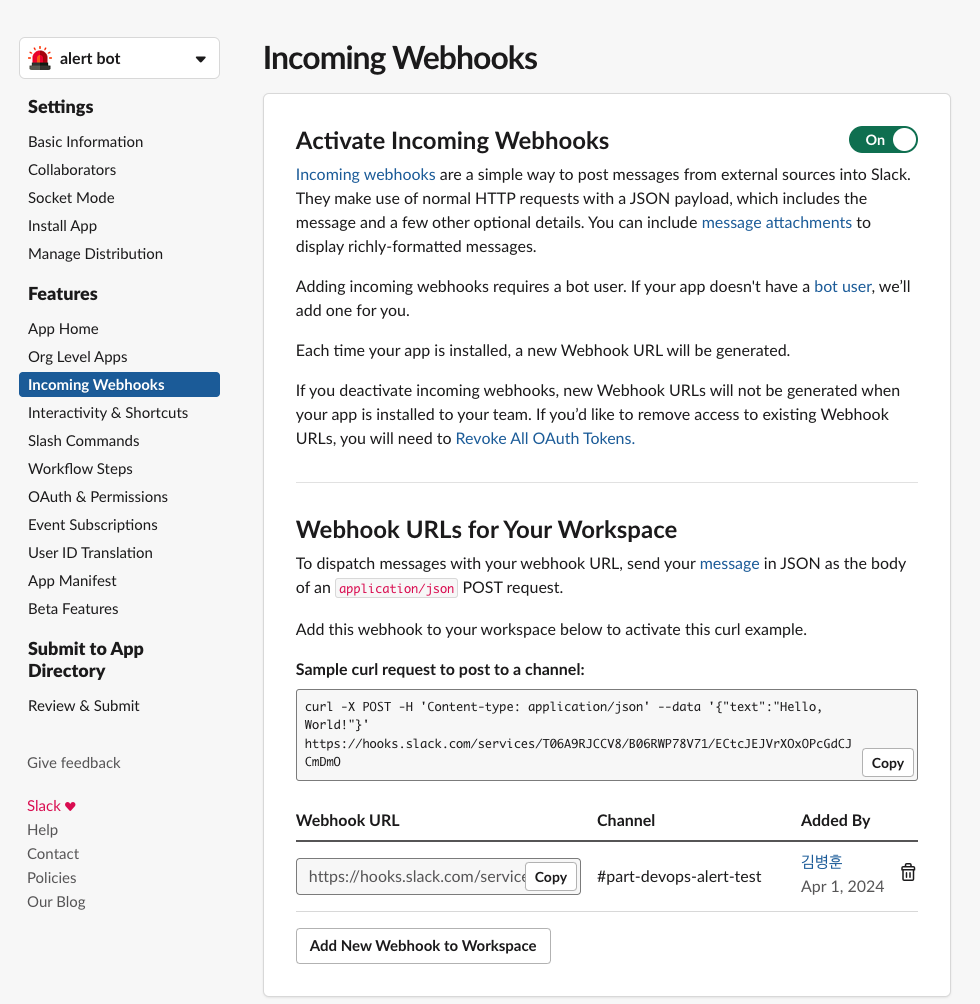 alert bot
Settings
Basic Information
Collaborators
Socket Mode
Install App
Manage Distribution
Features
App Home
Org Level Apps
Incoming Webhooks
Interactivity & Shortcuts
Slash Commands
Workflow Steps
OAuth & Permissions
Event Subscriptions
User ID Translation
App Manifest
Beta Features
Submit to App
Directory
Review & Submit
Give feedback
Slack ♥
Help
Contact
Policies
Our Blog
Incoming Webhooks
Activate Incoming Webhooks
On
Incoming webhooks are a simple way to post messages from external sources into Slack.
They make use of normal HTTP requests with a JSON payload, which includes the
message and a few other optional details. You can include message attachments to
display richly-formatted messages.
Adding incoming webhooks requires a bot user. If your app doesn't have a bot user, we’ll
add one for you.
Each time your app is installed, a new Webhook URL will be generated.
If you deactivate incoming webhooks, new Webhook URLs will not be generated when
your app is installed to your team. If you’d like to remove access to existing Webhook
URLs, you will need to Revoke All OAuth Tokens.
Webhook URLs for Your Workspace
To dispatch messages with your webhook URL, send your message in JSON as the body
of an application/json POST request.
Add this webhook to your workspace below to activate this curl example.
Sample curl request to post to a channel:
curl -X POST -H 'Content-type: application/json' --data '{"text":"Hello,
World!"}'
https://hooks.slack.com/services/T06A9RJCCV8/B06RWP78V71/ECtcJEJVrXOxOPcGdCJ
CmDmO
Copy
Webhook URL Channel Added By
https://hooks.slack.com/service Copy #part-devops-alert-test 김병훈
Apr 1, 2024
Add New Webhook to Workspace